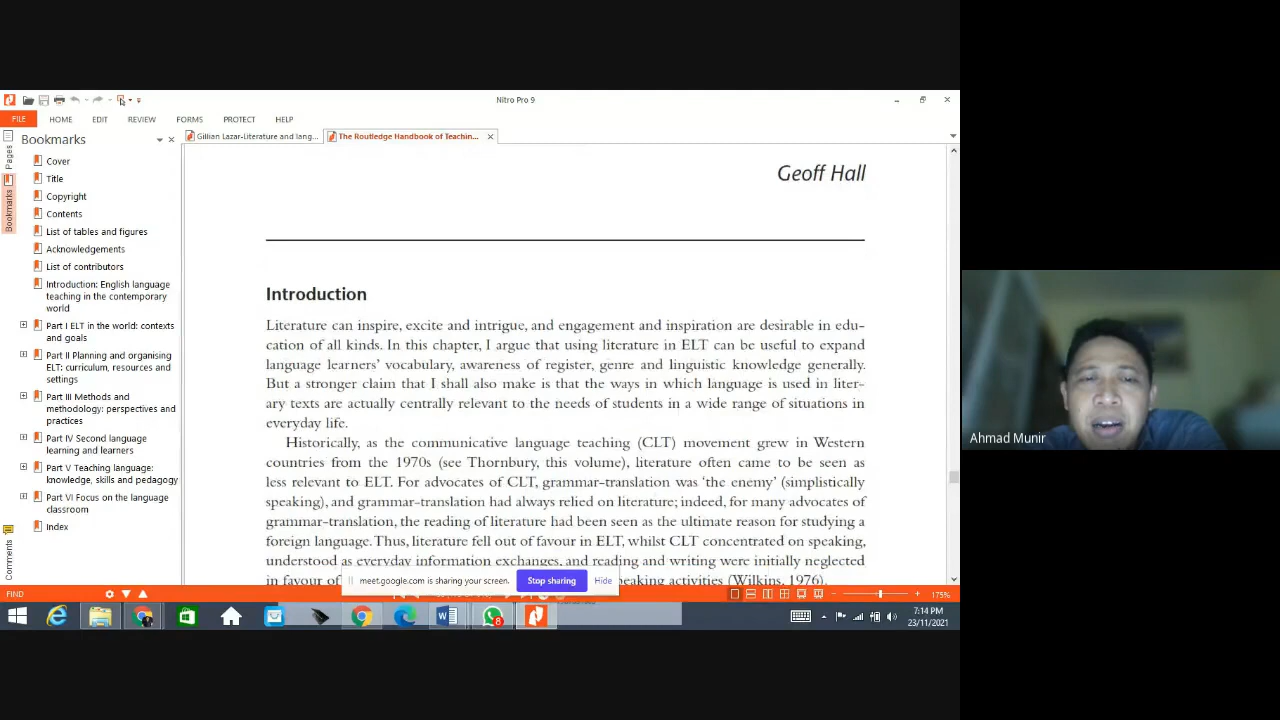 Nitro Pro 9
FILE
HOME
EDIT
REVIEW
FORMS
PROTECT
HELP
Bookmarks
Gillian Lazar-Literature and lang...
The Routledge Handbook of Teachin...
Pages
Bookmarks
Comments
Cover
Title
Copyright
Contents
List of tables and figures
Acknowledgements
List of contributors
Introduction: English language
teaching in the contemporary
world
Part I ELT in the world: contexts
and goals
Part II Planning and organising
ELT: curriculum, resources and
settings
Part III Methods and
methodology: perspectives and
practices
Part IV Second language
learning and learners
Part V Teaching language:
knowledge, skills and pedagogy
Part VI Focus on the language
classroom
Index
Geoff Hall
Introduction
Literature can inspire, excite and intrigue, and engagement and inspiration are desirable in edu-
cation of all kinds. In this chapter, I argue that using literature in ELT can be useful to expand
language learners' vocabulary, awareness of register, genre and linguistic knowledge generally.
But a stronger claim that I shall also make is that the ways in which language is used in liter-
ary texts are actually centrally relevant to the needs of students in a wide range of situations in
everyday life.
Historically, as the communicative language teaching (CLT) movement grew in Western
countries from the 1970s (see Thornbury, this volume), literature often came to be seen as
less relevant to ELT. For advocates of CLT, grammar-translation was 'the enemy' (simplistically
speaking), and grammar-translation had always relied on literature; indeed, for many advocates of
grammar-translation, the reading of literature had been seen as the ultimate reason for studying a
foreign language. Thus, literature fell out of favour in ELT, whilst CLT concentrated on speaking,
understood as everyday information exchanges, and reading and writing were initially neglected
in favour of speaking activities (Wilkins, 1976).
meet.google.com is sharing your screen.
Stop sharing
Hide
FIND
175%
8
7:14 PM
23/11/2021
Ahmad Munir